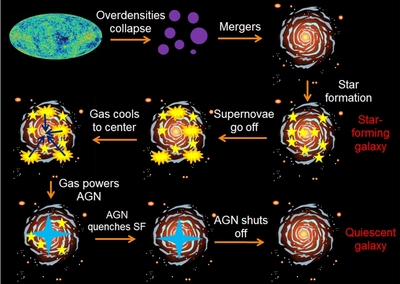 Overdensities
collapse
Mergers
Star
formation
Star-
forming
galaxy
Supernovae
go off
Gas cools
to center
Gas powers
AGN
AGN
quenches SF
AGN shuts
off
Quiescent
galaxy